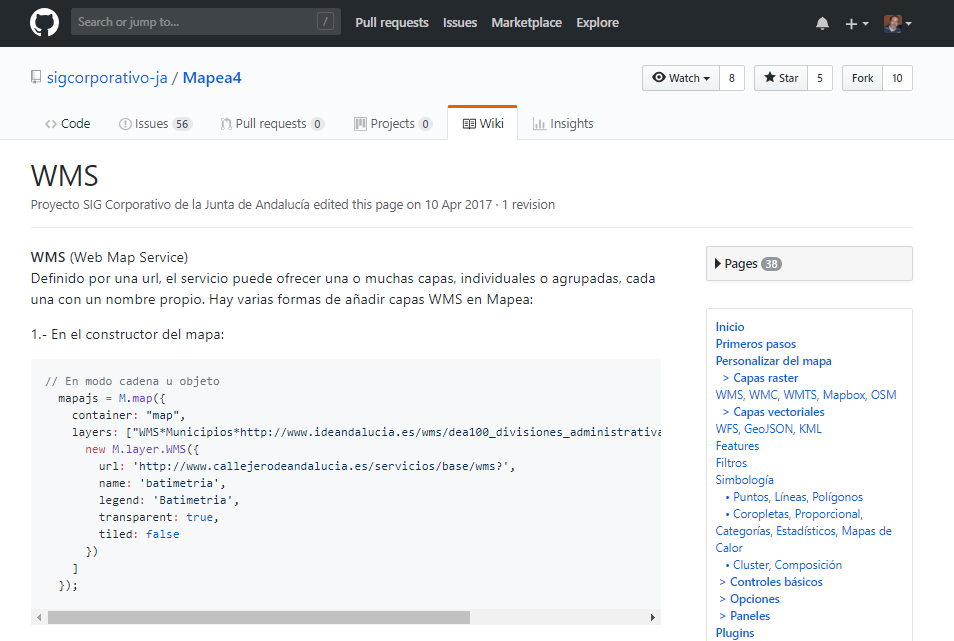 Search or jump to...
/
Pull requests
Issues
Marketplace
Explore
sigcorporativo-ja / Mapea4
Watch
8
Star
5
Fork
10
Code
Issues 56
Pull requests 0
Projects 0
Wiki
Insights
WMS
Proyecto SIG Corporativo de la Junta de Andalucía edited this page on 10 Apr 2017 · 1 revision
WMS (Web Map Service)
Definido por una url, el servicio puede ofrecer una o muchas capas, individuales o agrupadas, cada
una con un nombre propio. Hay varias formas de añadir capas WMS en Mapea:
1.- En el constructor del mapa:
// En modo cadena u objeto
mapajs = M.map({
container: "map",
layers: ["WMS*Municipios*http://www.ideandalucia.es/wms/dea100_divisiones_administrativa
new M.layer.WMS({
url: 'http://www.callejerodeandalucia.es/servicios/base/wms?',
name: 'batimetria',
legend: 'Batimetria',
transparent: true,
tiled: false
})
]
});
Pages 38
Inicio
Primeros pasos
Personalizar del mapa
> Capas raster
WMS, WMC, WMTS, Mapbox, OSM
> Capas vectoriales
WFS, GeoJSON, KML
Features
Filtros
Simbología
• Puntos, Líneas, Polígonos
• Coropletas, Proporcional,
Categorías, Estadísticos, Mapas de
Calor
• Cluster, Composición
> Controles básicos
> Opciones
> Paneles
Plugins